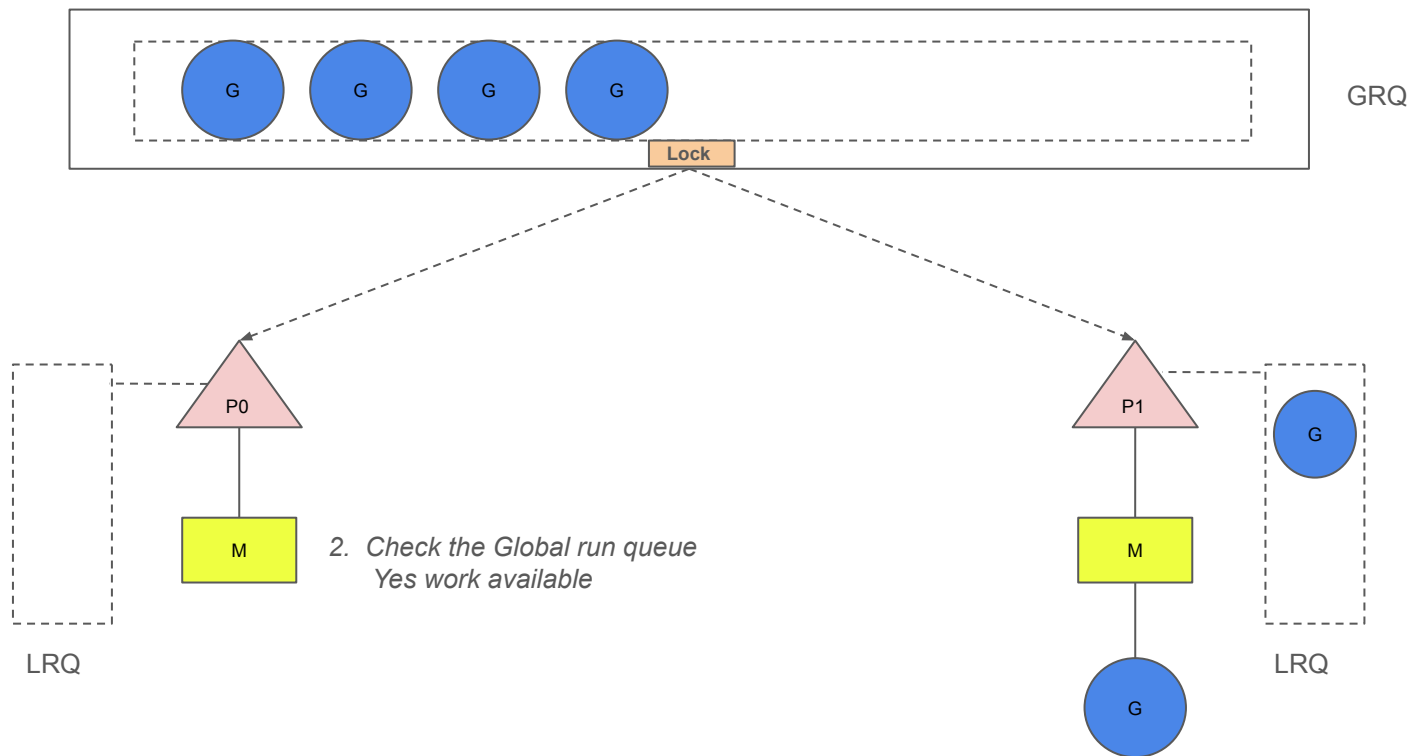 G G G G
GRQ
Lock
P0
P1
G
M
2. Check the Global run queue
Yes work available
M
LRQ
LRQ
G